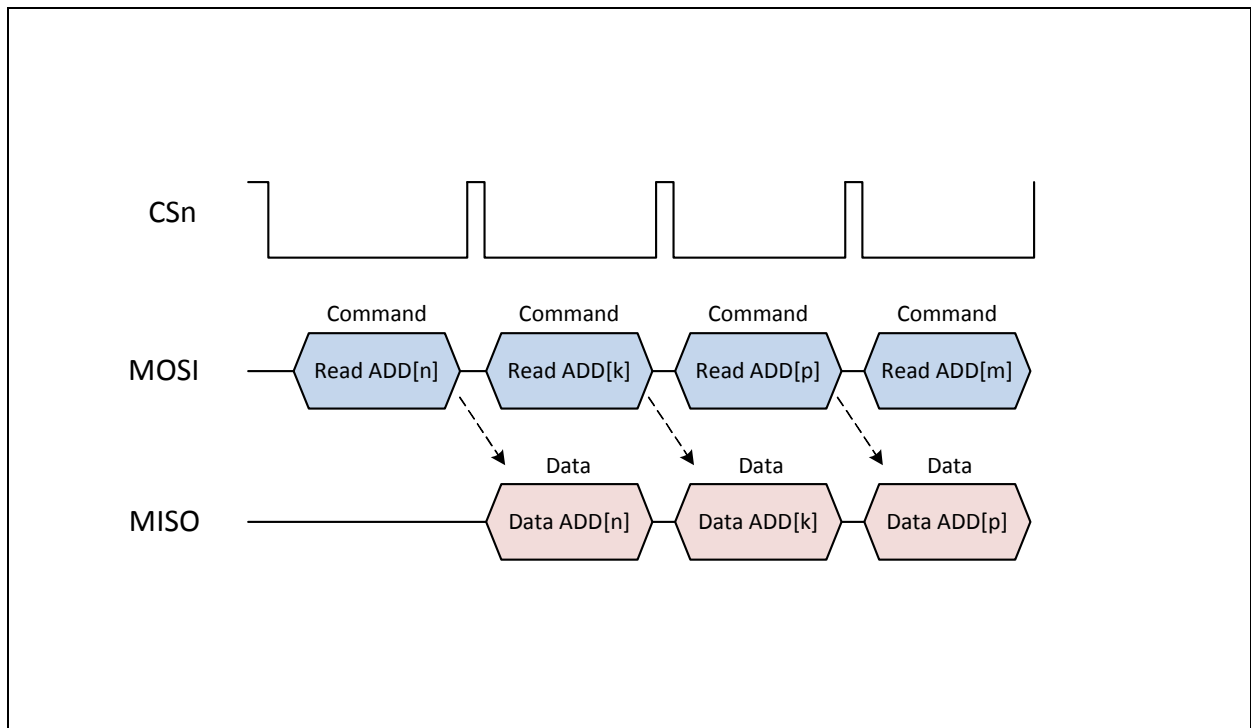 CSn
Command Command Command Command
MOSI Read ADD[n] Read ADD[k] Read ADD[p] Read ADD[m]
Data Data Data
MISO Data ADD[n] Data ADD[k] Data ADD[p]